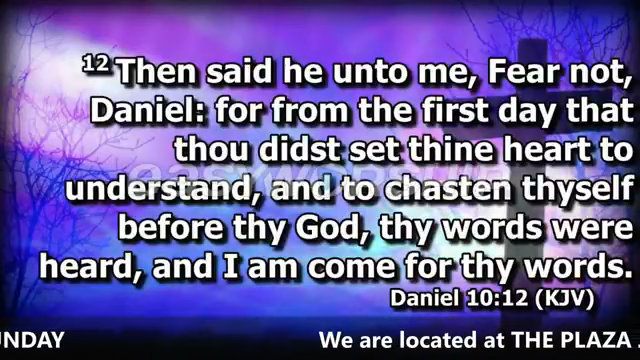 12 Then said he unto me, Fear not,
Daniel: for from the first day that
thou didst set thine heart to
understand, and to chasten thyself
before thy God, thy words were
heard, and I am come for thy words.
Daniel 10:12 (KJV)
We are located at THE PLAZA